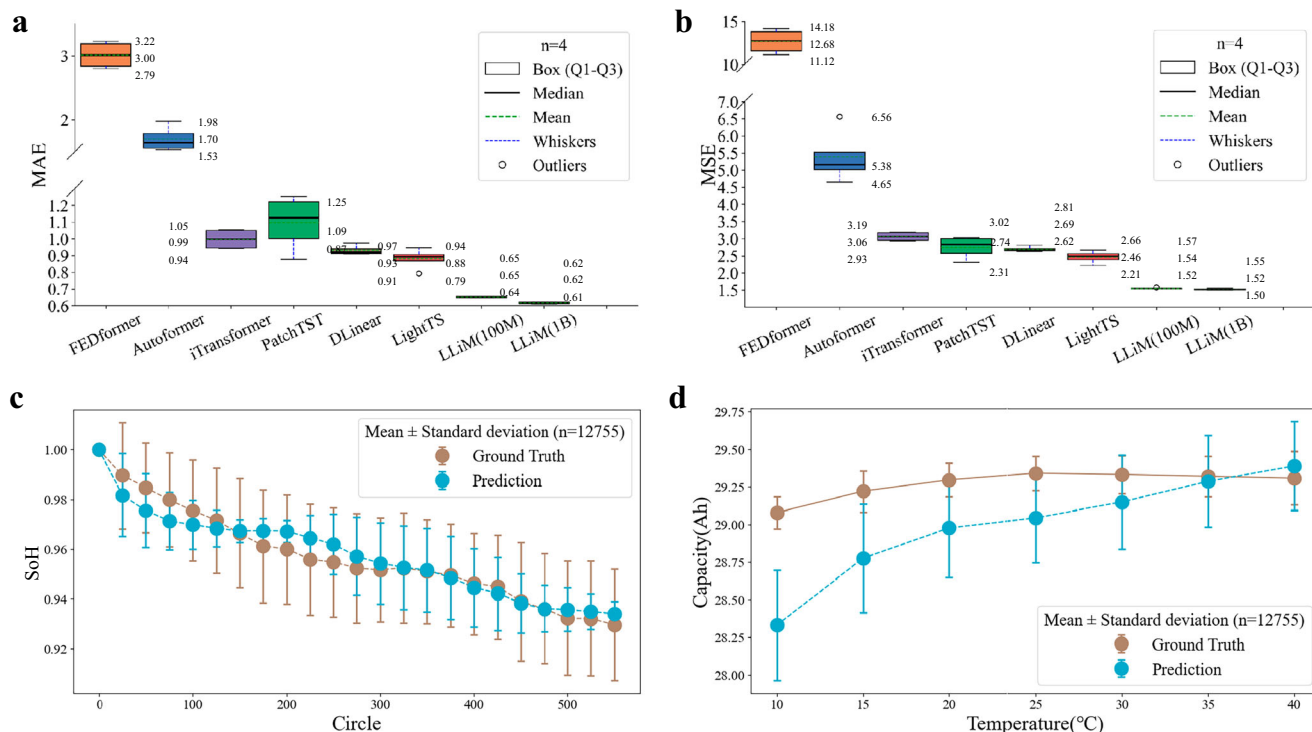 a
MAE
3
2
1.2
1.1
1.0
0.9
0.8
0.7
0.6
3.22
3.00
2.79
1.98
1.70
1.53
1.05
0.99
0.94
1.25
1.09
0.87
0.97
0.93
0.91
0.94
0.88
0.79
0.65
0.65
0.64
0.62
0.62
0.61
n=4
Box (Q1-Q3)
Median
Mean
Whiskers
Outliers
FEDformer
Autoformer
iTransformer
PatchTST
DLinear
LightTS
LLiM(100M)
LLiM(1B)
b
MSE
15
10
7.0
6.5
6.0
5.5
5.0
4.5
4.0
3.5
3.0
2.5
2.0
1.5
14.18
12.68
11.12
6.56
5.38
4.65
3.19
3.06
2.93
3.02
2.74
2.31
2.81
2.69
2.62
2.66
2.46
2.21
1.57
1.54
1.52
1.55
1.52
1.50
n=4
Box (Q1-Q3)
Median
Mean
Whiskers
Outliers
FEDformer
Autoformer
iTransformer
PatchTST
DLinear
LightTS
LLiM(100M)
LLiM(1B)
c
SoH
1.00
0.98
0.96
0.94
0.92
Mean ± Standard deviation (n=12755)
Ground Truth
Prediction
0 100 200 300 400 500
Circle
d
Capacity(Ah)
29.75
29.50
29.25
29.00
28.75
28.50
28.25
28.00
Mean ± Standard deviation (n=12755)
Ground Truth
Prediction
10 15 20 25 30 35 40
Temperature(°C)